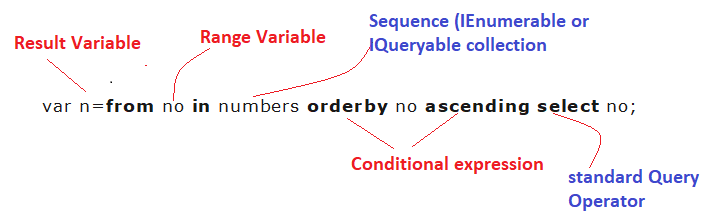 Sequence (IEnumerable or
IQueryable collection
Result Variable
Range Variable
var n=from no in numbers orderby no ascending select no;
Conditional expression
standard Query
Operator